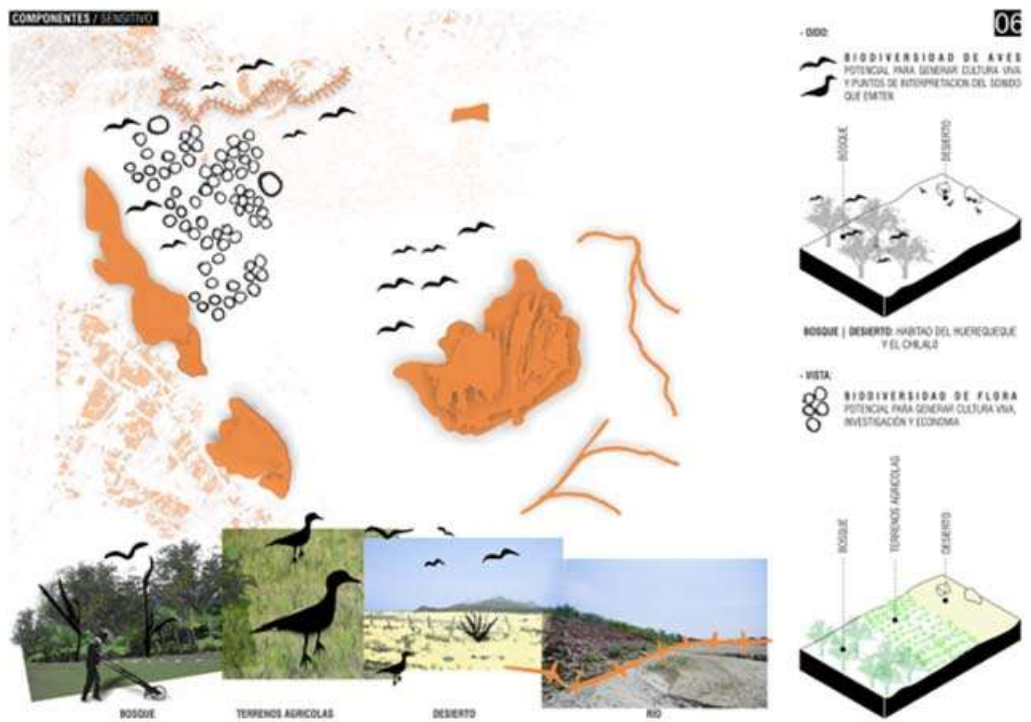 COMPONENTES / SENSITIVO
06
- OIDO:
BIODIVERSIDAD DE AVES
POTENCIAL PARA GENERAR CULTURA VIVA
Y PUNTOS DE INTERPRETACION DEL SONIDO
QUE EMITEN
BOSQUE
DESIERTO
BOSQUE | DESIERTO: HABITAD DEL HUEREQUEQUE
Y EL CHILALO
- VISTA:
BIODIVERSIDAD DE FLORA
POTENCIAL PARA GENERAR CULTURA VIVA,
INVESTIGACIÓN Y ECONOMIA
BOSQUE
TERRENOS AGRICOLAS
DESIERTO
BOSQUE
TERRENOS AGRICOLAS
DESIERTO
RIO